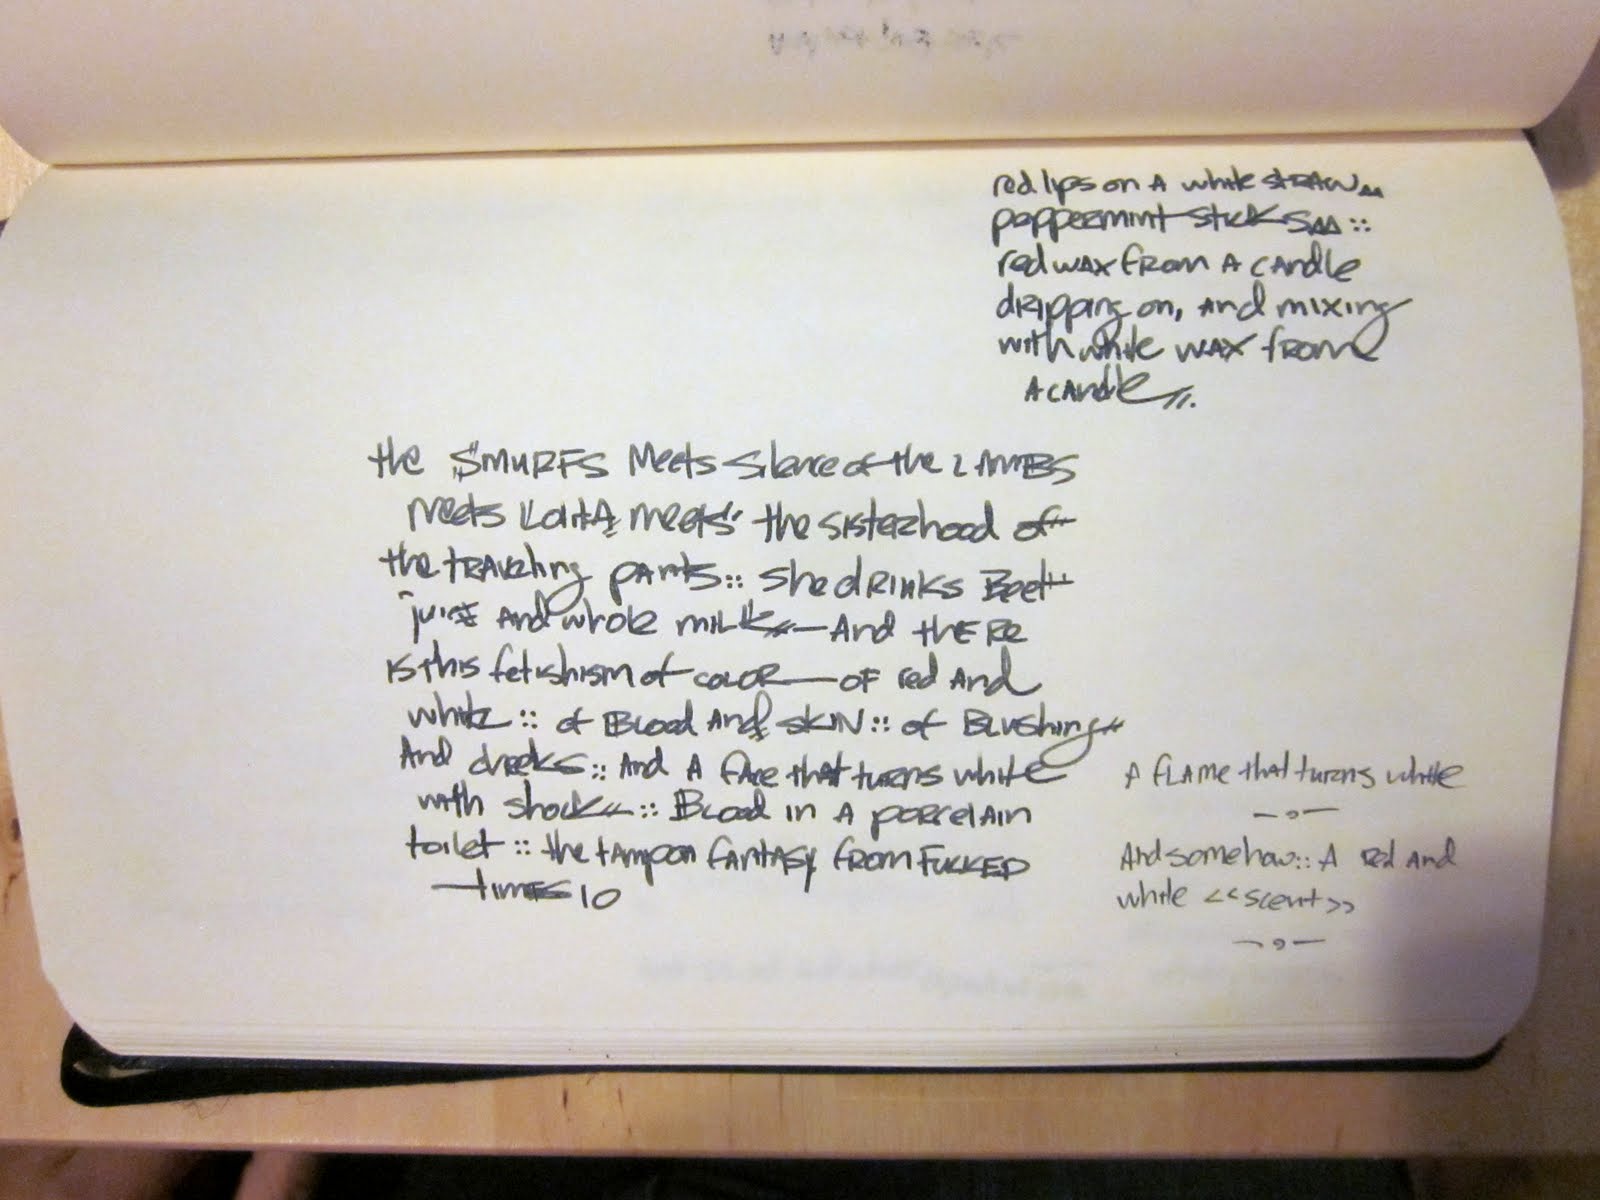 red lips on A white STRAW,,
peppermint sticks,, ::
red wax from A candle
dripping on, and mixing
with white wax from
A candle,,.
the SMURFS Meets Silence of the LAMBS
meets Lolita meets the sisterhood of
the traveling pants :: she drinks Beet
juice and whole milk,, — And there
is this fetishism of color — of red and
white :: of Blood and skin :: of Blushing,,
And cheeks :: And A face that turns white
with shock,, :: Blood in A porcelain
toilet :: the tampon fantasy from FUCKED
times 10
A flame that turns white
— , —
And somehow :: A red and
white <<scent>>
— , —